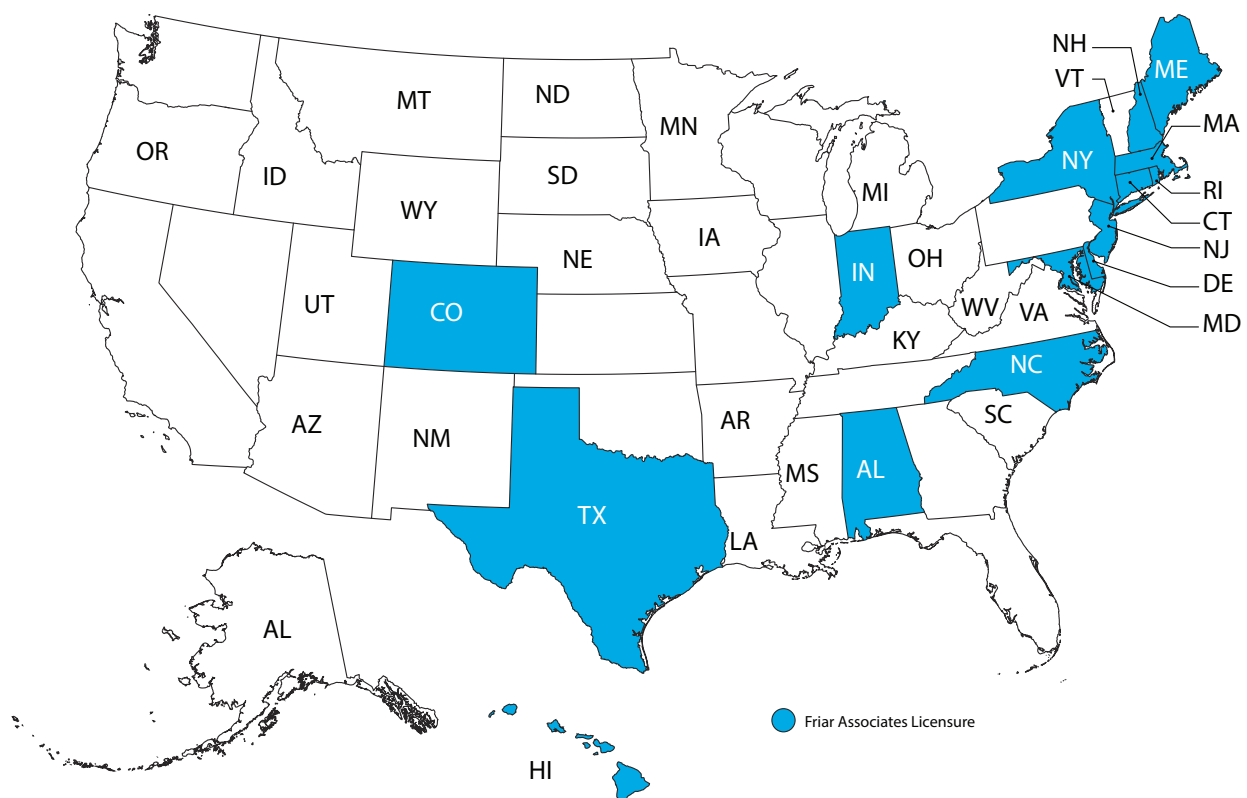 NH
ME
VT
MT
ND
MN
MA
OR
NY
ID
SD
MI
RI
WY
CT
IA
NJ
NE
IN
OH
DE
UT
CO
WV
VA
MD
KY
NC
AZ
NM
AR
SC
MS
AL
TX
LA
AL
Friar Associates Licensure
HI